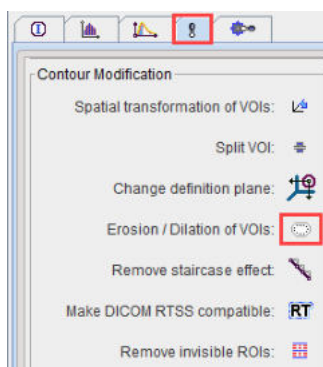 Contour Modification
Spatial transformation of VOIs:
Split VOI:
Change definition plane:
Erosion / Dilation of VOIs:
Remove staircase effect:
Make DICOM RTSS compatible: RT
Remove invisible ROIs: